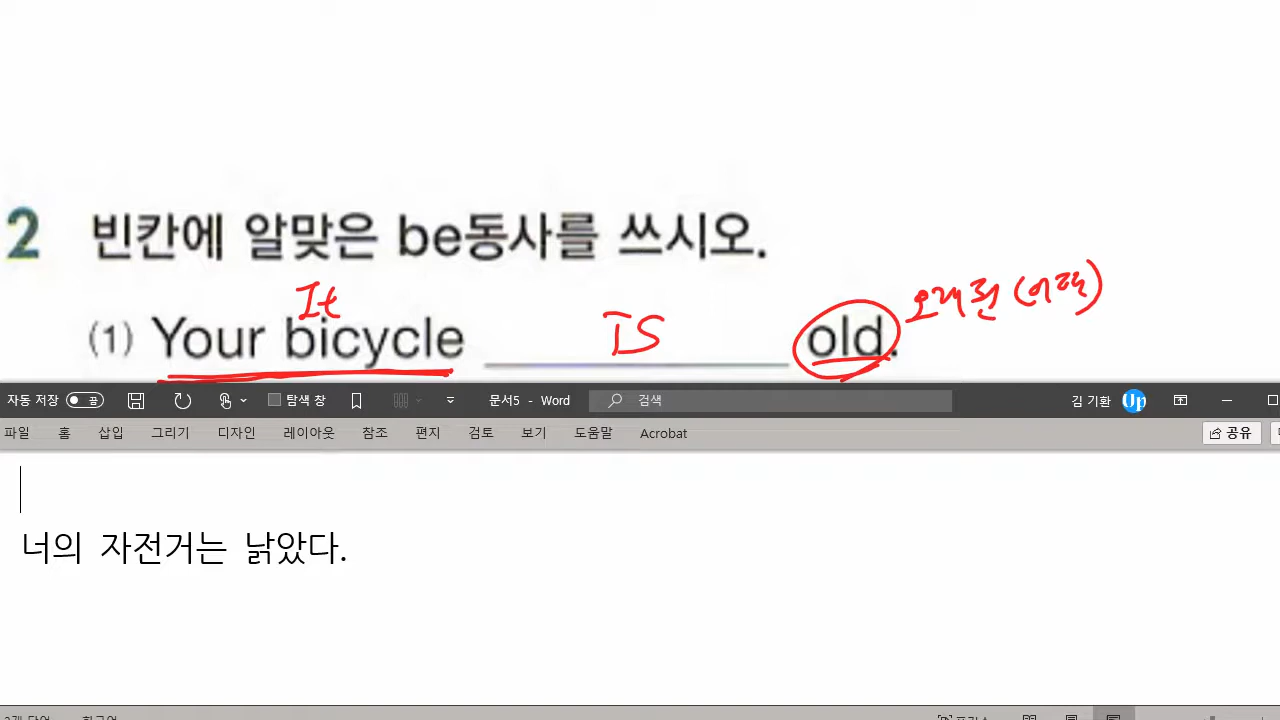 2 빈칸에 알맞은 be동사를 쓰시오.
It
오래된
(1) Your bicycle IS old.
자동 저장 끔 탐색 창 문서5 - Word 검색 김 기환 Up
파일 홈 삽입 그리기 디자인 레이아웃 참조 편지 검토 보기 도움말 Acrobat 공유
너의 자전거는 낡았다.